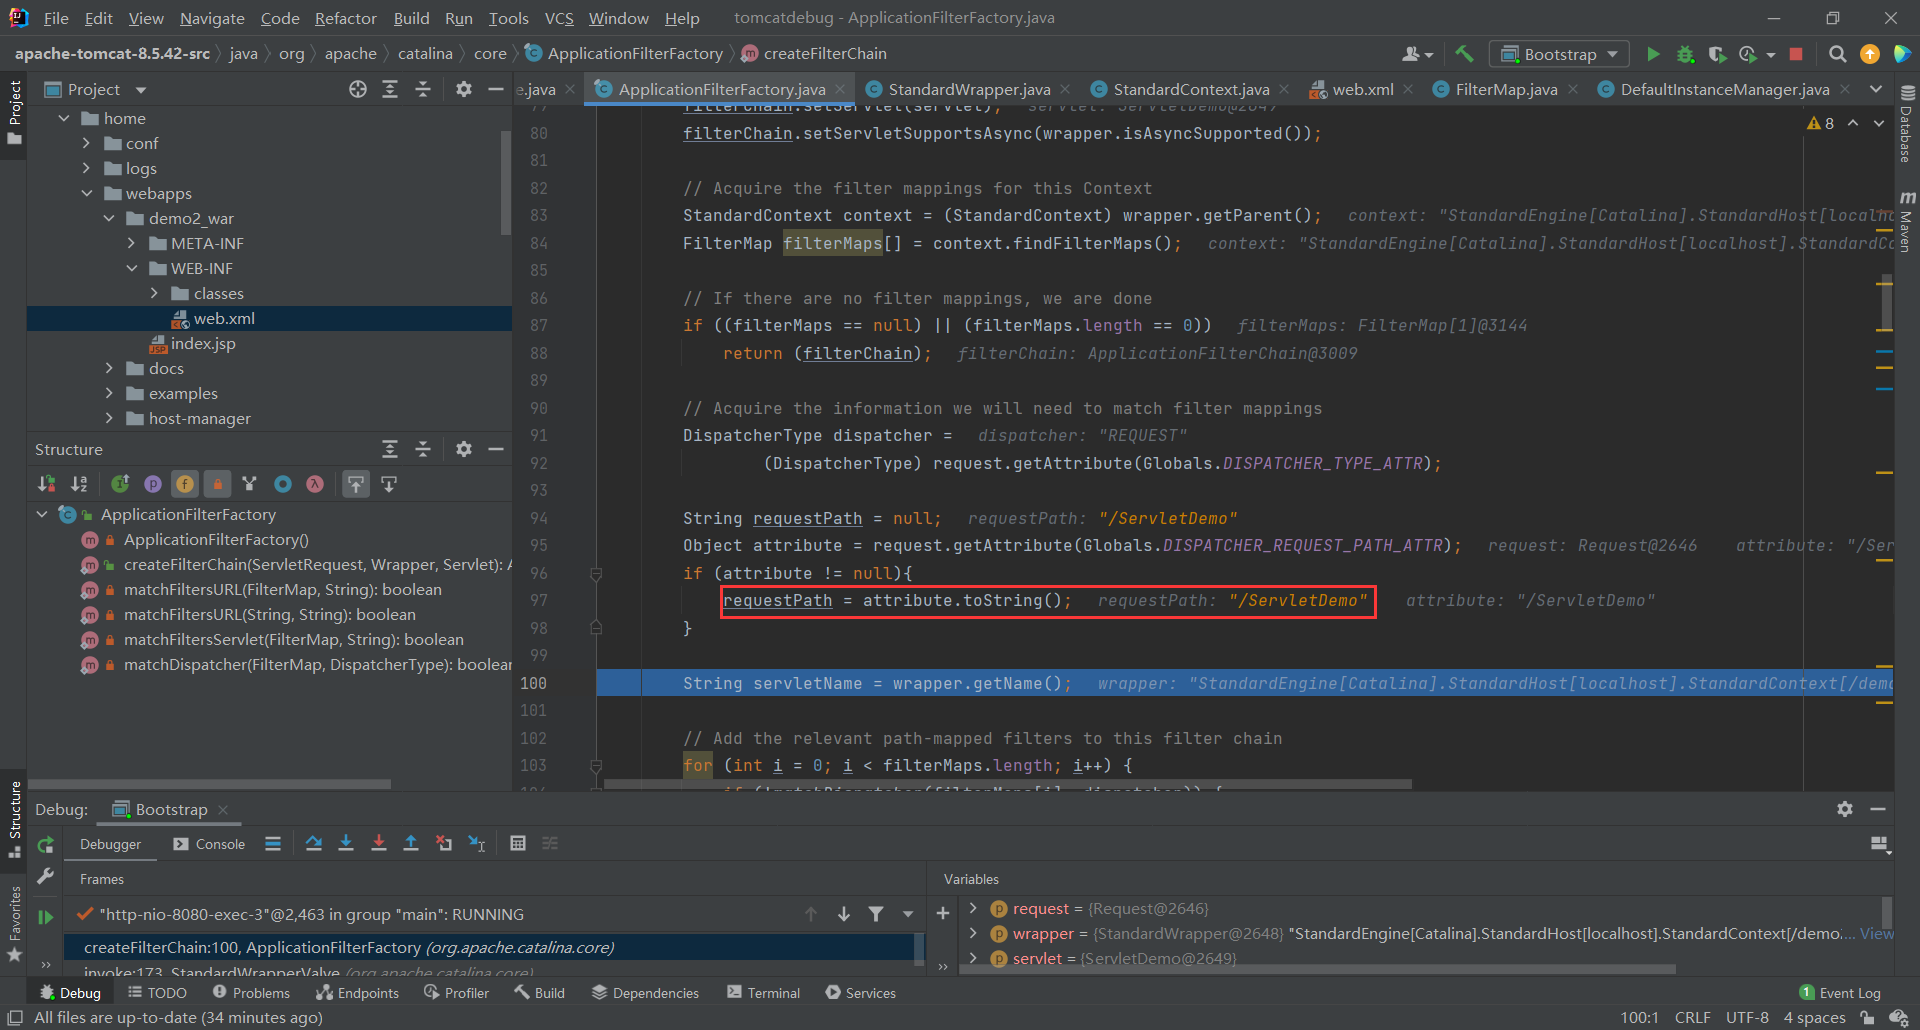 File Edit View Navigate Code Refactor Build Run Tools VCS Window Help tomcatdebug - ApplicationFilterFactory.java
apache-tomcat-8.5.42-src java org apache catalina core ApplicationFilterFactory createFilterChain Bootstrap
Project e.java ApplicationFilterFactory.java StandardWrapper.java StandardContext.java web.xml FilterMap.java DefaultInstanceManager.java
Project
Database
Maven
Structure
Favorites
home
conf
logs
webapps
demo2_war
META-INF
WEB-INF
classes
web.xml
index.jsp
docs
examples
host-manager
Structure
ApplicationFilterFactory
ApplicationFilterFactory()
createFilterChain(ServletRequest, Wrapper, Servlet): A
matchFiltersURL(FilterMap, String): boolean
matchFiltersURL(String, String): boolean
matchFiltersServlet(FilterMap, String): boolean
matchDispatcher(FilterMap, DispatcherType): boolean
8
79 filterChain.setServlet(servlet); servlet: ServletDemo@2649
80 filterChain.setServletSupportsAsync(wrapper.isAsyncSupported());
81
82 // Acquire the filter mappings for this Context
83 StandardContext context = (StandardContext) wrapper.getParent(); context: "StandardEngine[Catalina].StandardHost[localho
84 FilterMap filterMaps[] = context.findFilterMaps(); context: "StandardEngine[Catalina].StandardHost[localhost].StandardCo
85
86 // If there are no filter mappings, we are done
87 if ((filterMaps == null) || (filterMaps.length == 0)) filterMaps: FilterMap[1]@3144
88 return (filterChain); filterChain: ApplicationFilterChain@3009
89
90 // Acquire the information we will need to match filter mappings
91 DispatcherType dispatcher = dispatcher: "REQUEST"
92 (DispatcherType) request.getAttribute(Globals.DISPATCHER_TYPE_ATTR);
93
94 String requestPath = null; requestPath: "/ServletDemo"
95 Object attribute = request.getAttribute(Globals.DISPATCHER_REQUEST_PATH_ATTR); request: Request@2646 attribute: "/Ser
96 if (attribute != null){
97 requestPath = attribute.toString(); requestPath: "/ServletDemo" attribute: "/ServletDemo"
98 }
99
100 String servletName = wrapper.getName(); wrapper: "StandardEngine[Catalina].StandardHost[localhost].StandardContext[/demo
101
102 // Add the relevant path-mapped filters to this filter chain
103 for (int i = 0; i < filterMaps.length; i++) {
Debug: Bootstrap
Debugger Console
Frames
"http-nio-8080-exec-3"@2,463 in group "main": RUNNING
createFilterChain:100, ApplicationFilterFactory (org.apache.catalina.core)
invoke:173, StandardWrapperValve (org.apache.catalina.core)
Variables
request = {Request@2646}
wrapper = {StandardWrapper@2648} "StandardEngine[Catalina].StandardHost[localhost].StandardContext[/demo2... View
servlet = {ServletDemo@2649}
Debug TODO Problems Endpoints Profiler Build Dependencies Terminal Services 1 Event Log
All files are up-to-date (34 minutes ago) 100:1 CRLF UTF-8 4 spaces